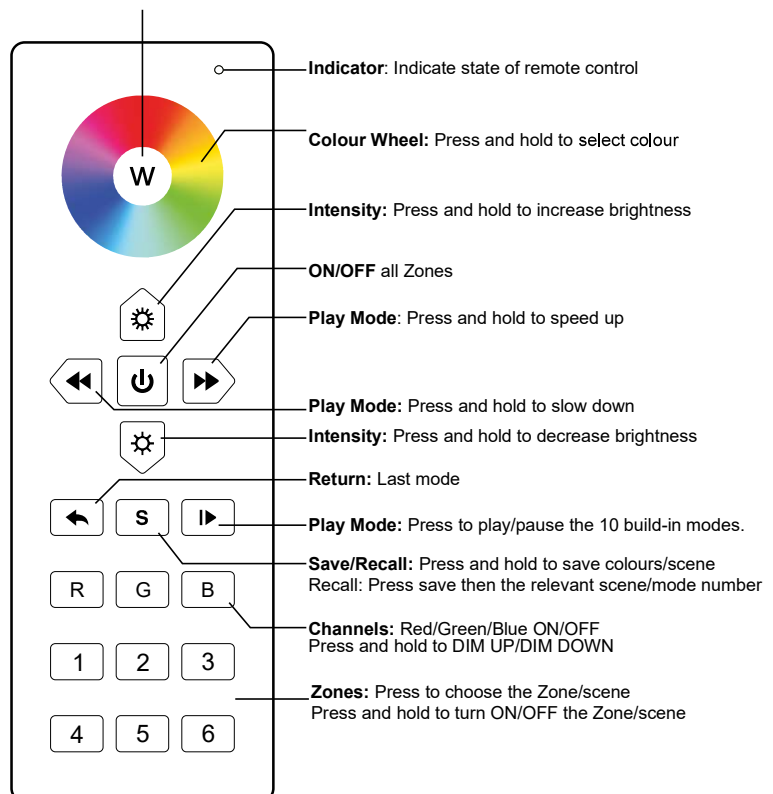 Indicator: Indicate state of remote control
Colour Wheel: Press and hold to select colour
W
Intensity: Press and hold to increase brightness
ON/OFF all Zones
Play Mode: Press and hold to speed up
Play Mode: Press and hold to slow down
Intensity: Press and hold to decrease brightness
Return: Last mode
S
Play Mode: Press to play/pause the 10 build-in modes.
Save/Recall: Press and hold to save colours/scene
Recall: Press save then the relevant scene/mode number
R G B
Channels: Red/Green/Blue ON/OFF
Press and hold to DIM UP/DIM DOWN
1 2 3
Zones: Press to choose the Zone/scene
Press and hold to turn ON/OFF the Zone/scene
4 5 6